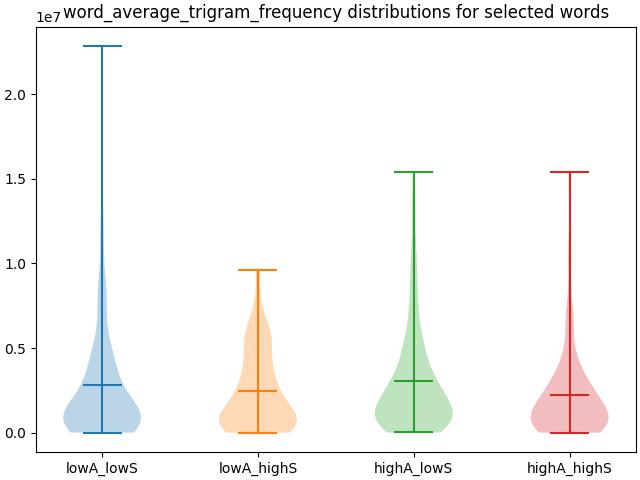 word_average_trigram_frequency distributions for selected words
1e7
2.0
1.5
1.0
0.5
0.0
lowA_lowS lowA_highS highA_lowS highA_highS